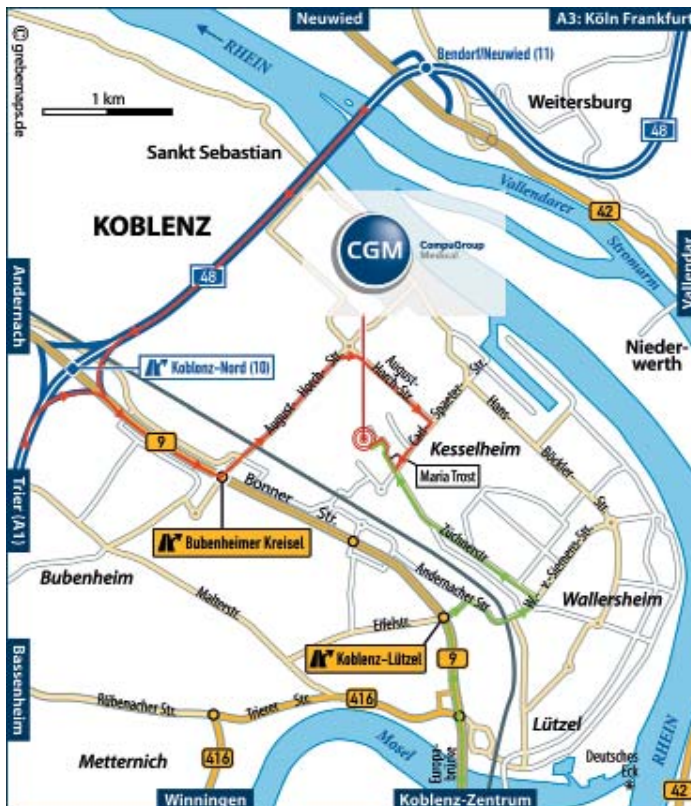 Neuwied
A3: Köln Frankfurt
© grebemaps.de
RHEIN
Bendorf/Neuwied (11)
1 km
Weitersburg
48
Sankt Sebastian
Vallendarer
Stromarm
42
KOBLENZ
CGM
CompuGroup
Medical
48
Vallendar
Andernach
Nieder-
werth
Koblenz-Nord (10)
August-
Horch-Str.
August-
Horch-Str.
Carl-
Spaeter-
Str.
Hans-
Böckler-
Str.
9
Kesselheim
Maria Trost
Trier (A1)
Bonner
Str.
Bubenheimer Kreisel
Züchnerstr.
W.-
v.-Siemens-Str.
Bubenheim
Malterstr.
Andernacher Str.
Wallersheim
Eifelstr.
Koblenz-Lützel
9
Bassenheim
Rübenacher Str.
Trierer
Str.
416
416
Lützel
Metternich
Mosel
Europa-
brücke
Deutsches
Eck
RHEIN
Winningen
Koblenz-Zentrum
42